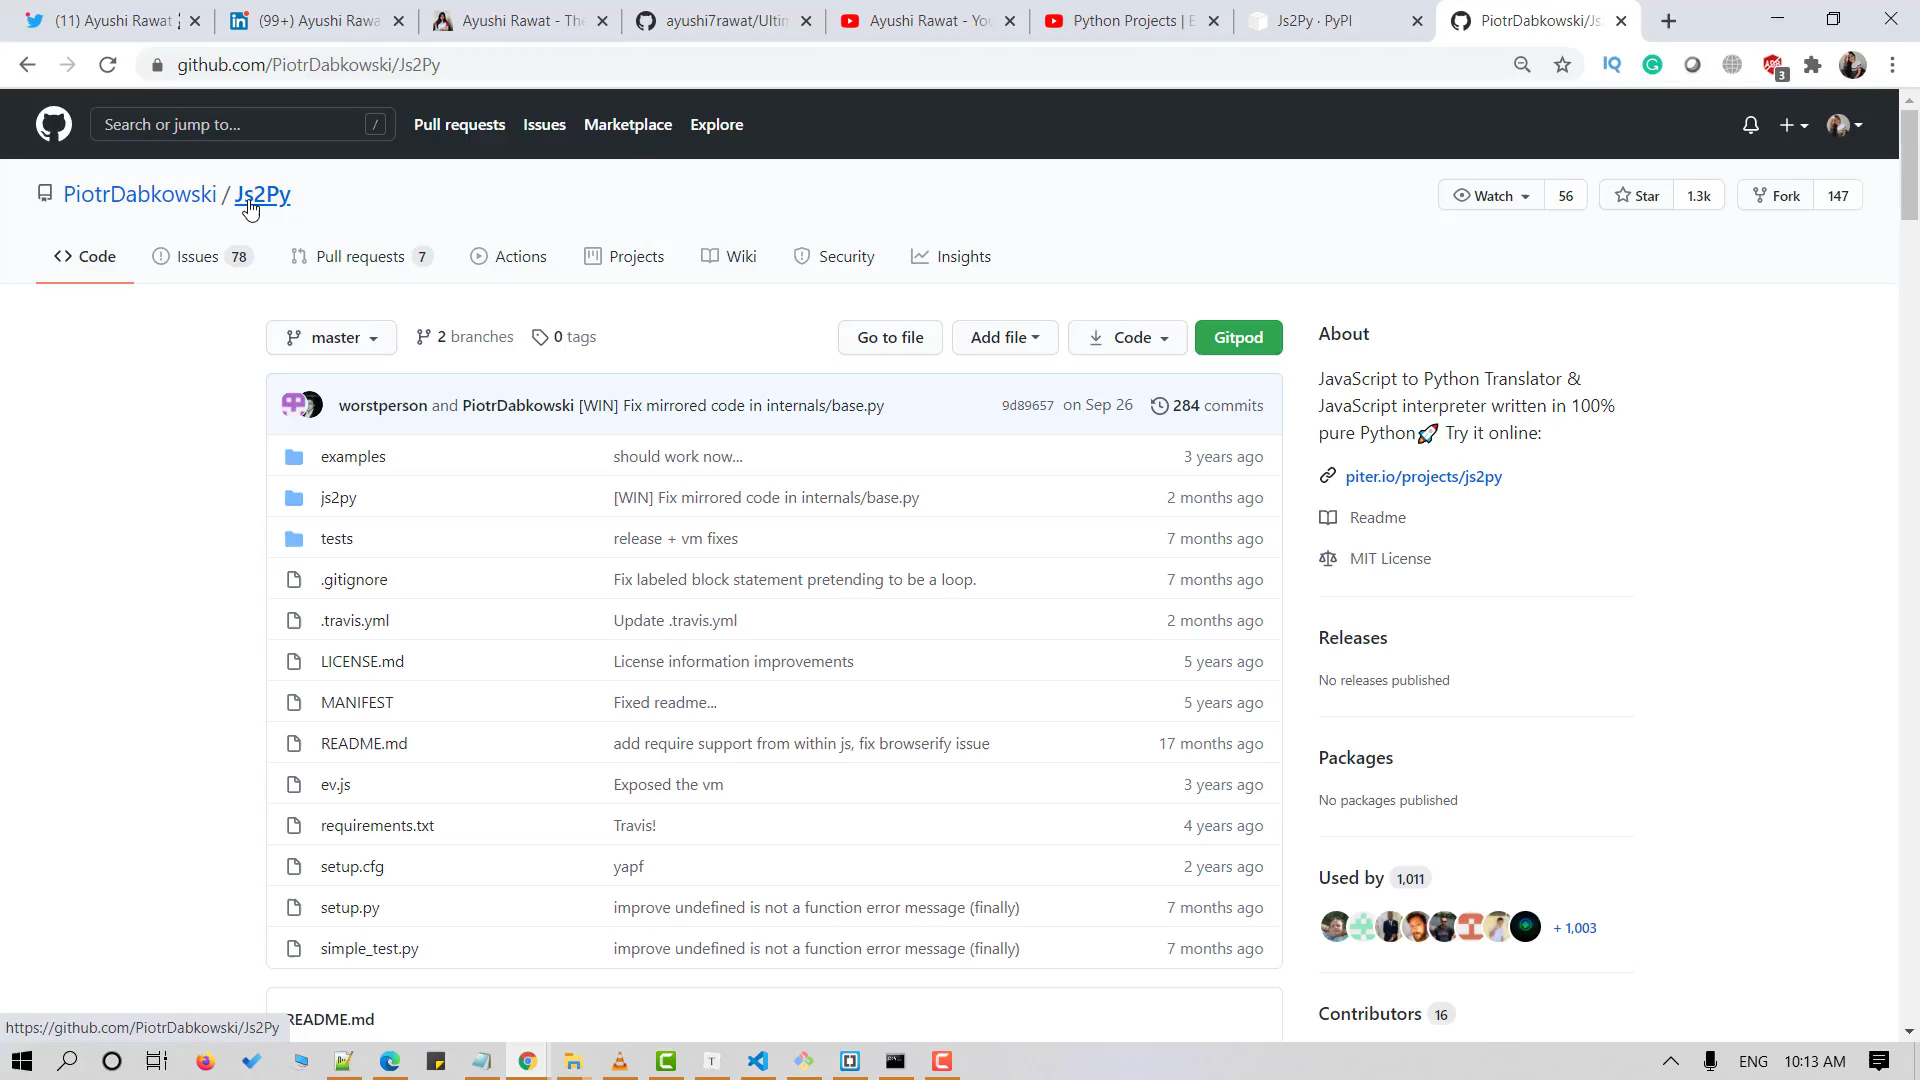 (11) Ayushi Rawat
(99+) Ayushi Rawa
Ayushi Rawat - The
ayushi7rawat/Ultin
Ayushi Rawat - You
Python Projects | E
Js2Py · PyPI
PiotrDabkowski/Js
github.com/PiotrDabkowski/Js2Py
IQ
3
Search or jump to...
/
Pull requests
Issues
Marketplace
Explore
PiotrDabkowski / Js2Py
Watch 56
Star 1.3k
Fork 147
Code
Issues 78
Pull requests 7
Actions
Projects
Wiki
Security
Insights
master
2 branches
0 tags
Go to file
Add file
Code
Gitpod
worstperson and PiotrDabkowski [WIN] Fix mirrored code in internals/base.py 9d89657 on Sep 26 284 commits
examples should work now... 3 years ago
js2py [WIN] Fix mirrored code in internals/base.py 2 months ago
tests release + vm fixes 7 months ago
.gitignore Fix labeled block statement pretending to be a loop. 7 months ago
.travis.yml Update .travis.yml 2 months ago
LICENSE.md License information improvements 5 years ago
MANIFEST Fixed readme... 5 years ago
README.md add require support from within js, fix browserify issue 17 months ago
ev.js Exposed the vm 3 years ago
requirements.txt Travis! 4 years ago
setup.cfg yapf 2 years ago
setup.py improve undefined is not a function error message (finally) 7 months ago
simple_test.py improve undefined is not a function error message (finally) 7 months ago
README.md
About
JavaScript to Python Translator &
JavaScript interpreter written in 100%
pure Python🚀 Try it online:
piter.io/projects/js2py
Readme
MIT License
Releases
No releases published
Packages
No packages published
Used by 1,011
+ 1,003
Contributors 16
https://github.com/PiotrDabkowski/Js2Py
ENG
10:13 AM